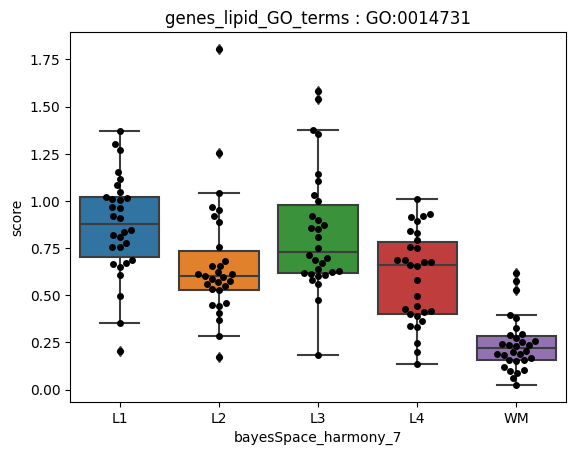 genes_lipid_GO_terms : GO:0014731
score
1.75
1.50
1.25
1.00
0.75
0.50
0.25
0.00
L1 L2 L3 L4 WM
bayesSpace_harmony_7